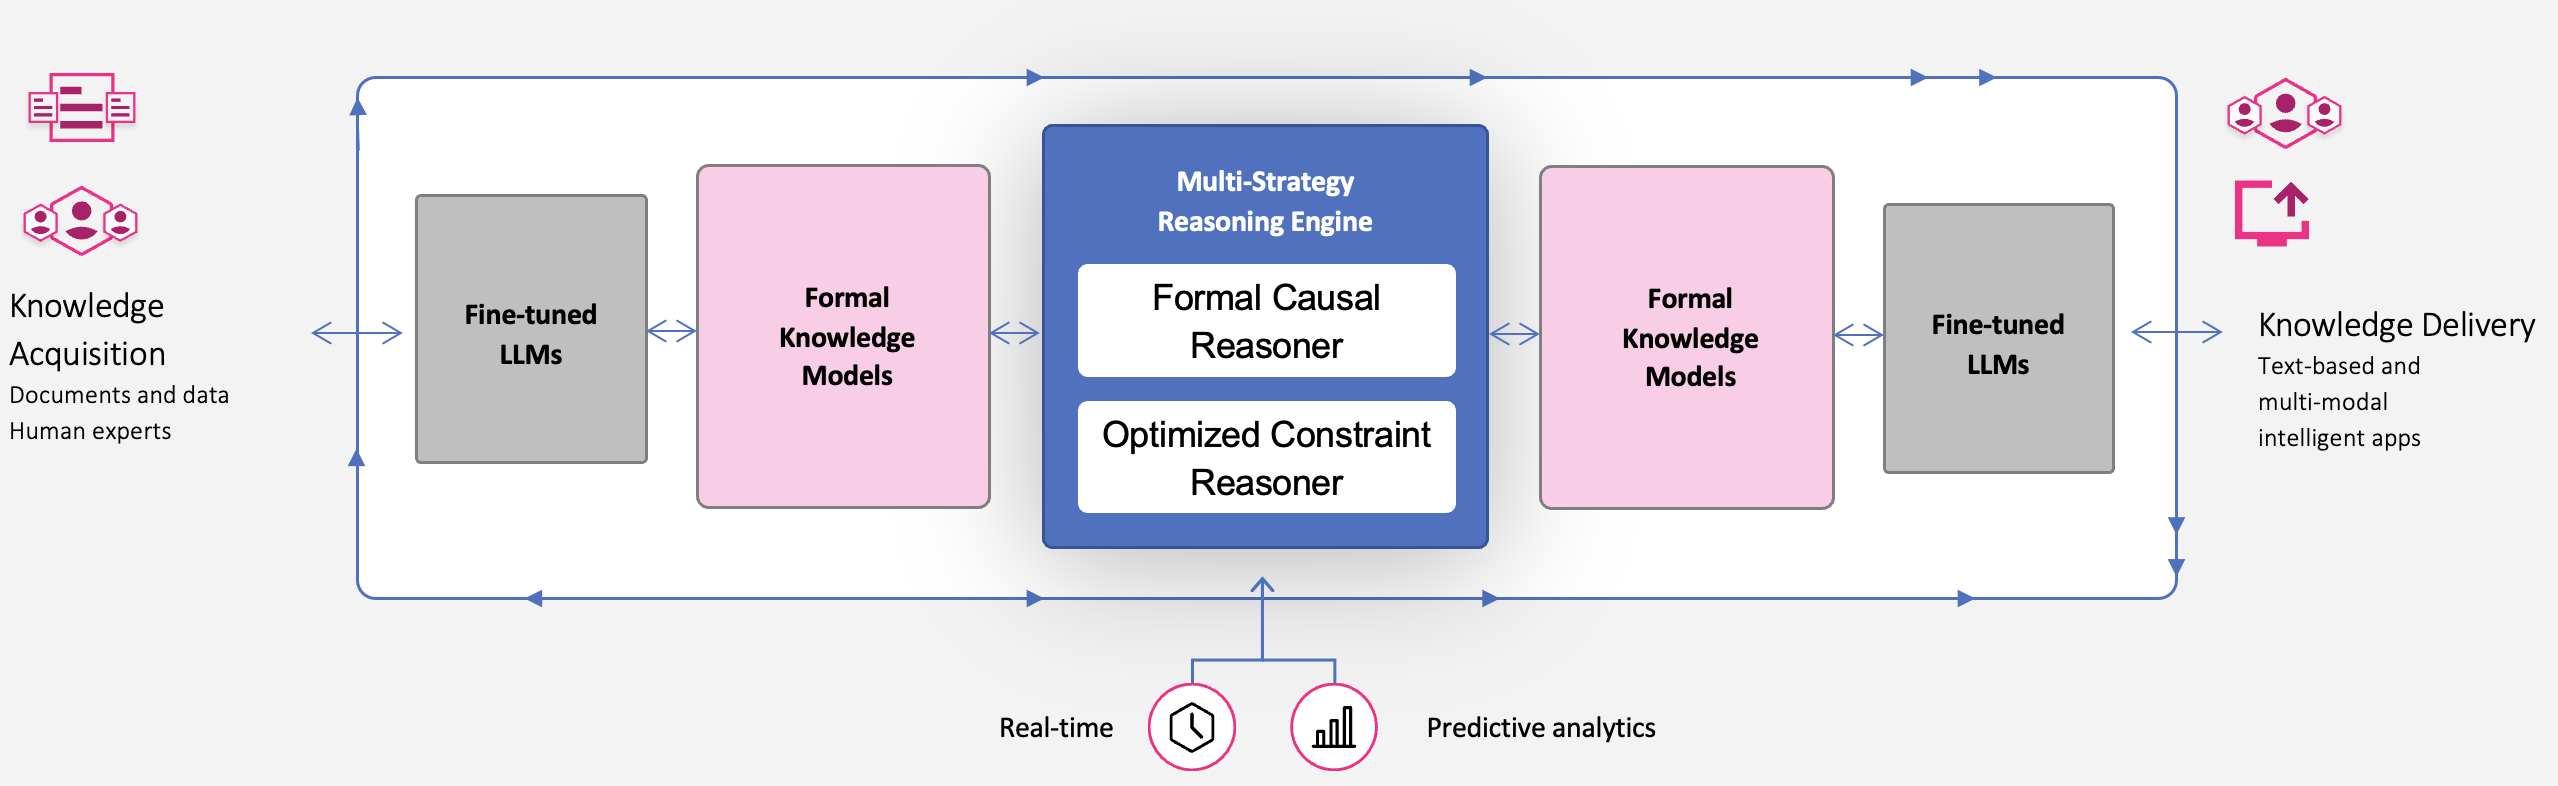 Knowledge
Acquisition
Documents and data
Human experts
Fine-tuned
LLMs
Formal
Knowledge
Models
Multi-Strategy
Reasoning Engine
Formal Causal
Reasoner
Optimized Constraint
Reasoner
Formal
Knowledge
Models
Fine-tuned
LLMs
Knowledge Delivery
Text-based and
multi-modal
intelligent apps
Real-time
Predictive analytics